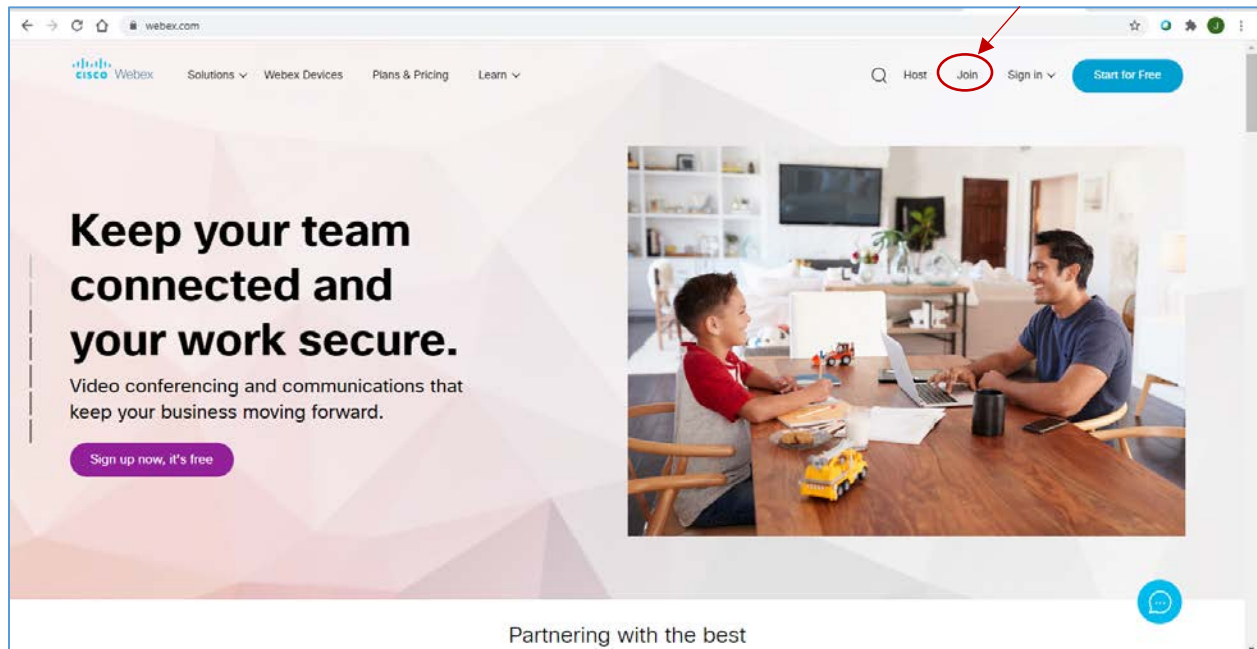 webex.com
J
cisco Webex Solutions Webex Devices Plans & Pricing Learn Host Join Sign in Start for Free
Keep your team
connected and
your work secure.
Video conferencing and communications that
keep your business moving forward.
Sign up now, it's free
Partnering with the best